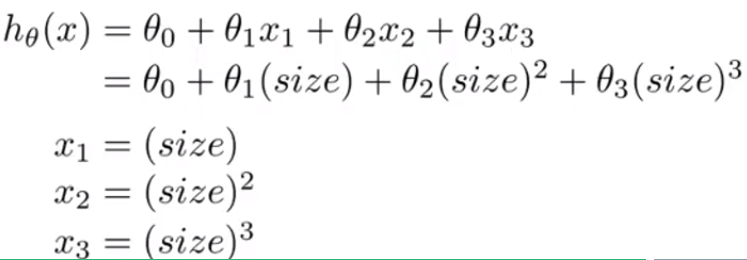 hθ(x) = θ₀ + θ₁x₁ + θ₂x₂ + θ₃x₃
= θ₀ + θ₁(size) + θ₂(size)² + θ₃(size)³
x₁ = (size)
x₂ = (size)²
x₃ = (size)³